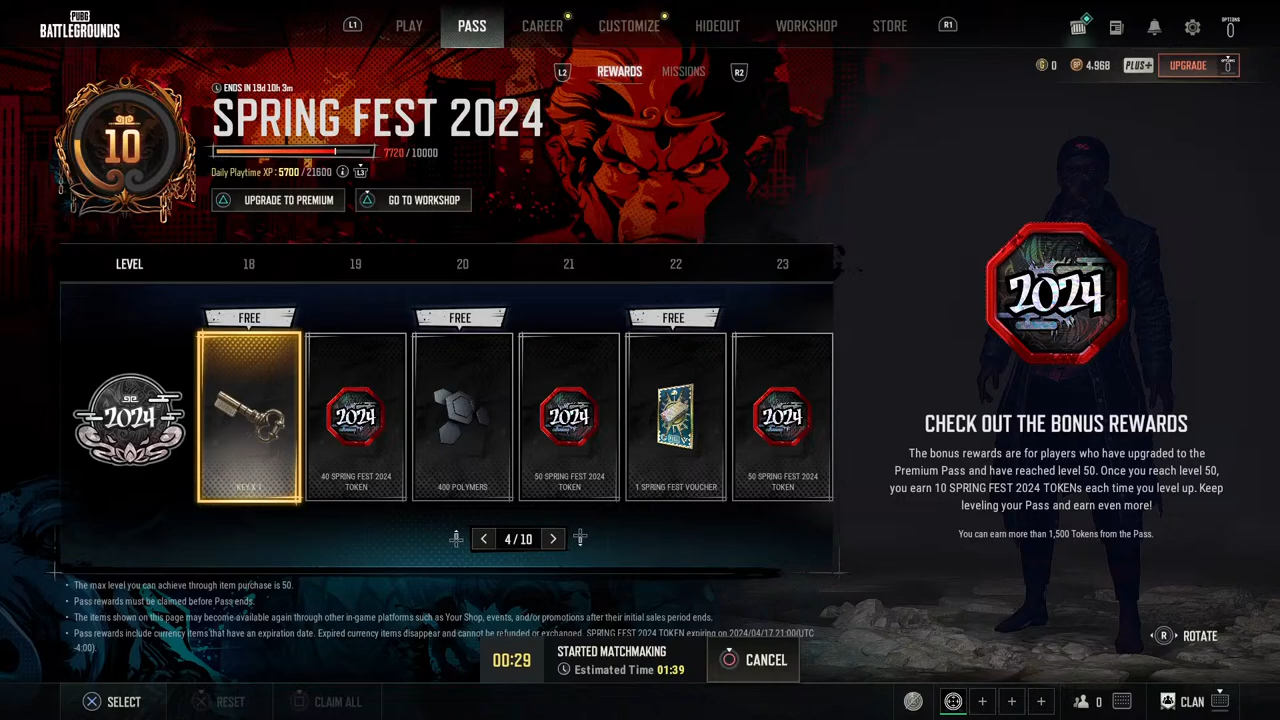 PUBG
BATTLEGROUNDS
L1
PLAY
PASS
CAREER
CUSTOMIZE
HIDEOUT
WORKSHOP
STORE
R1
OPTIONS
L2
REWARDS
MISSIONS
R2
G 0
BP 4.968
PLUS+
UPGRADE
OPTIONS
10
ENDS IN 19d 10h 3m
SPRING FEST 2024
7720 / 10000
Daily Playtime XP : 5700 / 21600
L3
UPGRADE TO PREMIUM
GO TO WORKSHOP
LEVEL
18
19
20
21
22
23
FREE
FREE
FREE
2024
2024
2024
2024
KEY X 1
40 SPRING FEST 2024
TOKEN
400 POLYMERS
50 SPRING FEST 2024
TOKEN
1 SPRING FEST VOUCHER
50 SPRING FEST 2024
TOKEN
4 / 10
2024
CHECK OUT THE BONUS REWARDS
The bonus rewards are for players who have upgraded to the
Premium Pass and have reached level 50. Once you reach level 50,
you earn 10 SPRING FEST 2024 TOKENs each time you level up. Keep
leveling your Pass and earn even more!
You can earn more than 1,500 Tokens from the Pass.
R
ROTATE
• The max level you can achieve through item purchase is 50.
• Pass rewards must be claimed before Pass ends.
• The items shown on this page may become available again through other in-game platforms such as Your Shop, events, and/or promotions after their initial sales period ends.
• Pass rewards include currency items that have an expiration date. Expired currency items disappear and cannot be refunded or exchanged. SPRING FEST 2024 TOKEN expiring on 2024/04/17 21:00(UTC
-4:00).
00:29
STARTED MATCHMAKING
Estimated Time 01:39
CANCEL
SELECT
RESET
CLAIM ALL
0
CLAN